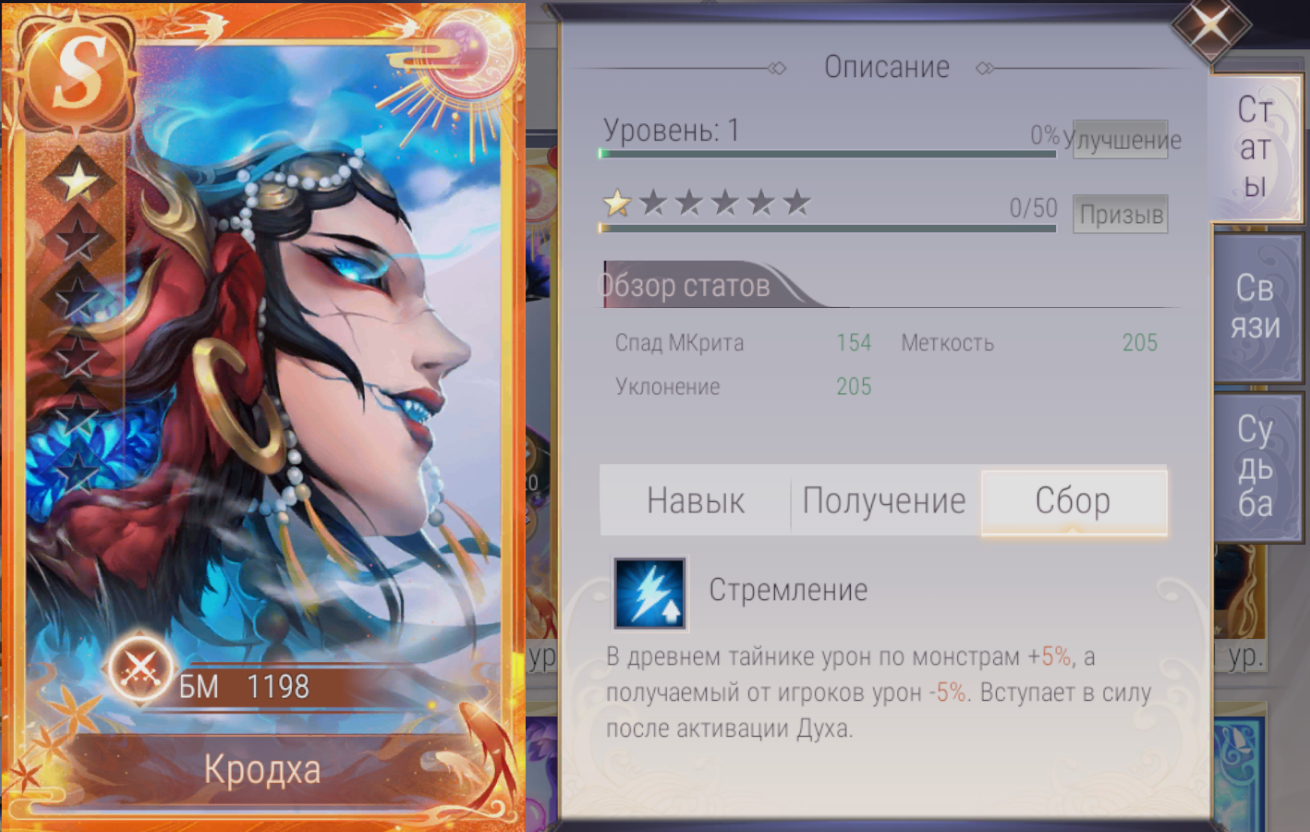 S
БМ 1198
Кродха
Описание
Уровень: 1
0%
Улучшение
0/50
Призыв
Обзор статов
Спад МКрита 154 Меткость 205
Уклонение 205
Навык Получение Сбор
Стремление
В древнем тайнике урон по монстрам +5%, а
получаемый от игроков урон -5%. Вступает в силу
после активации Духа.
Ст
ат
ы
Св
язи
Су
дь
ба
ур.